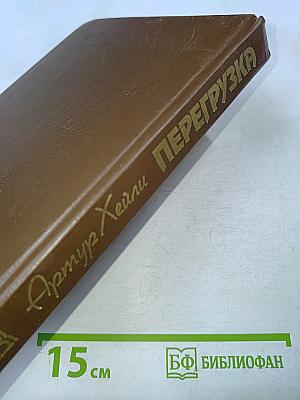 Артур Хейли ПЕРЕГРУЗКА
15 см
БФ БИБЛИОФАН